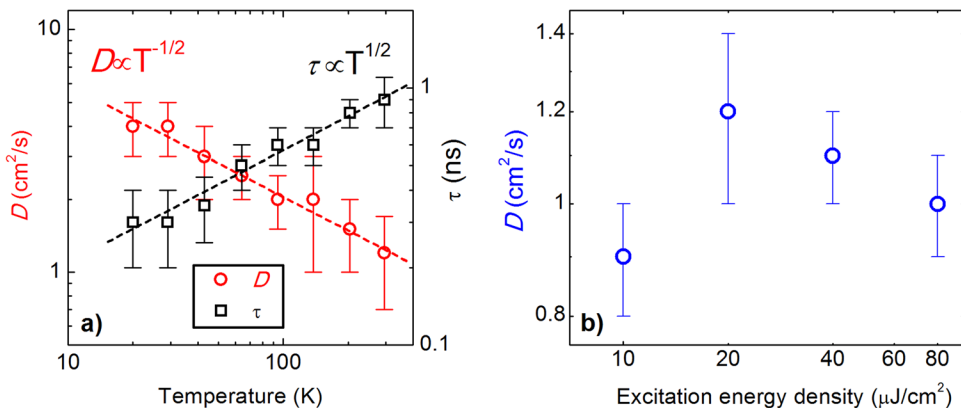 10
D∝T^-1/2
τ∝T^1/2
1
D (cm²/s)
1
τ (ns)
0.1
D
τ
a)
10
100
Temperature (K)
1.4
1.2
1
0.8
D (cm²/s)
b)
10
20
40
60
80
Excitation energy density (μJ/cm²)